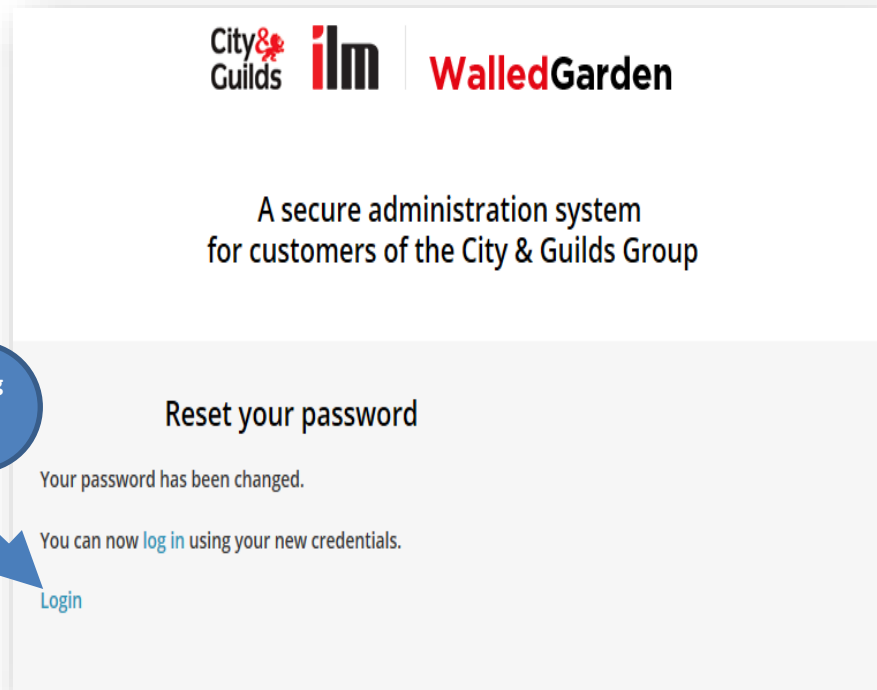 City&
Guilds
ilm
WalledGarden
A secure administration system
for customers of the City & Guilds Group
Reset your password
Your password has been changed.
You can now log in using your new credentials.
Login